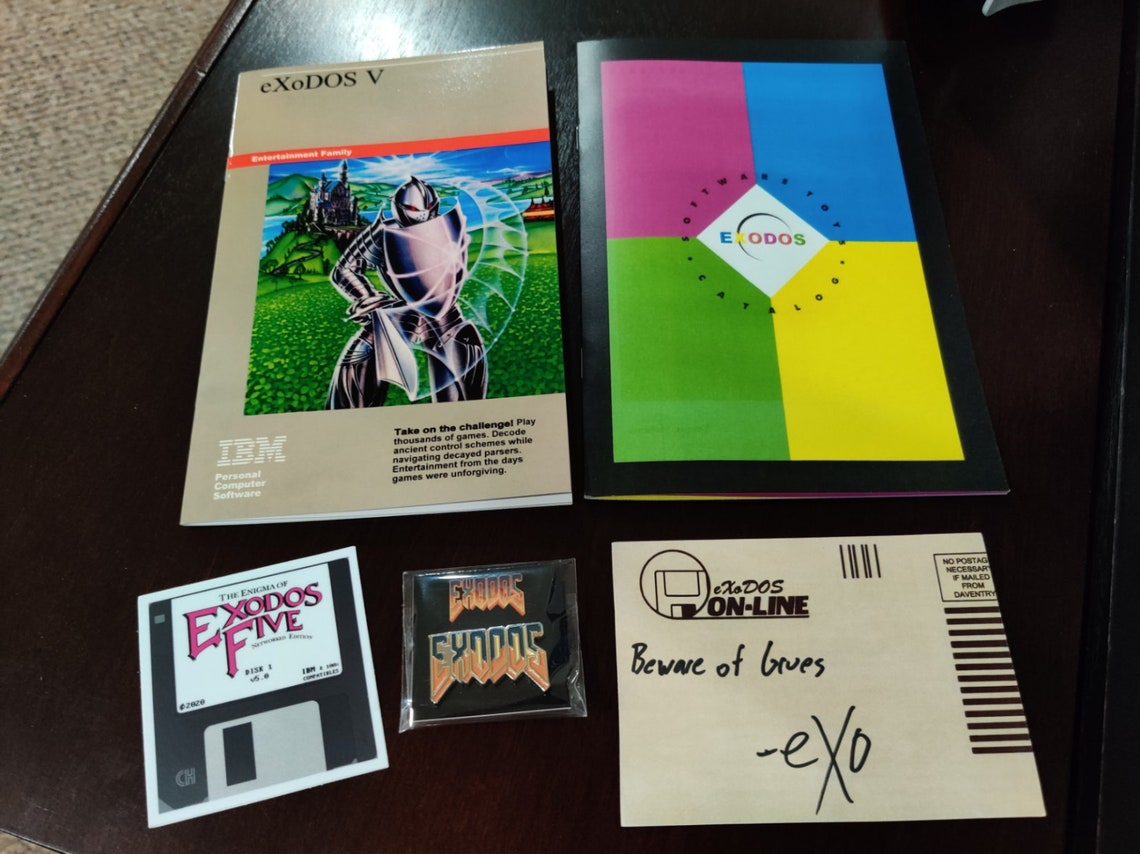 eXoDOS V
Entertainment Family
Take on the challenge! Play
thousands of games. Decode
ancient control schemes while
navigating decayed parsers.
Entertainment from the days
games were unforgiving.
IBM
Personal
Computer
Software
SOFTWARE TOYS
EXODOS
• CATALOG •
THE ENIGMA OF
EXODOS
FIVE
NETWORKED EDITION
DISK 1
v5.0
IBM & 100%
COMPATIBLES
©2020
CH
EXODOS
EXODOS
eXoDOS
ON-LINE
NO POSTAG
NECESSARY
IF MAILED
FROM
DAVENTRY
Beware of Grues
-eXo